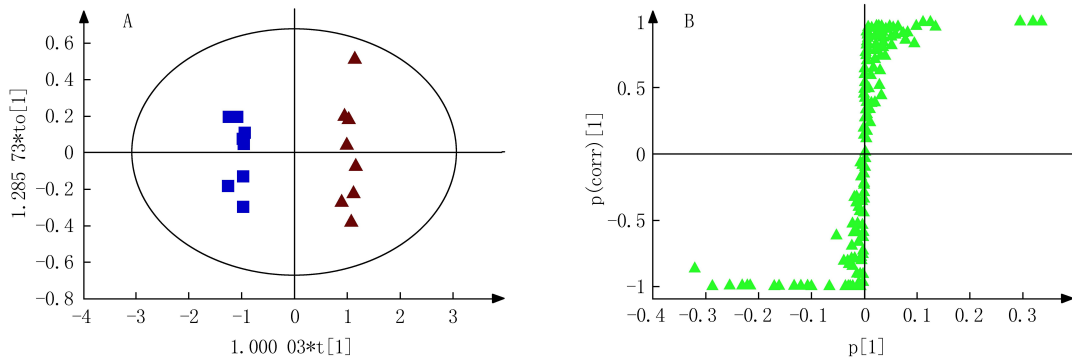 A
0.6
0.4
0.2
0
-0.2
-0.4
-0.6
-0.8
1.285 73*to[1]
-4 -3 -2 -1 0 1 2 3
1.000 03*t[1]
B
1
0.5
0
-0.5
-1
p(corr)[1]
-0.4 -0.3 -0.2 -0.1 0 0.1 0.2 0.3
p[1]